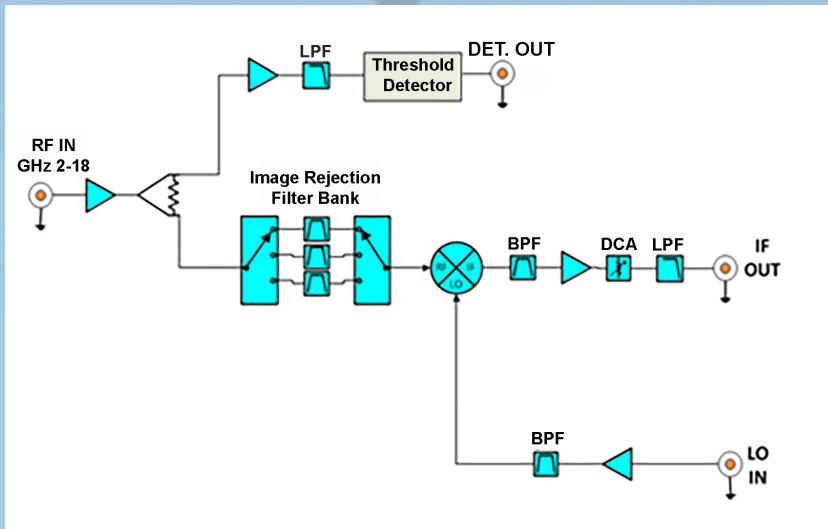 LPF
DET. OUT
Threshold
Detector
RF IN
GHz 2-18
Image Rejection
Filter Bank
RF
IF
LO
BPF
DCA
LPF
IF
OUT
BPF
LO
IN